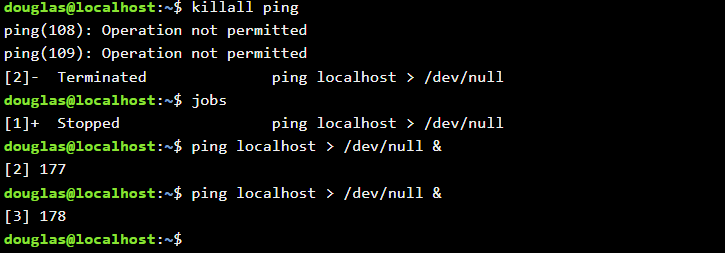 douglas@localhost:~$ killall ping
ping(108): Operation not permitted
ping(109): Operation not permitted
[2]-  Terminated              ping localhost > /dev/null
douglas@localhost:~$ jobs
[1]+  Stopped                 ping localhost > /dev/null
douglas@localhost:~$ ping localhost > /dev/null &
[2] 177
douglas@localhost:~$ ping localhost > /dev/null &
[3] 178
douglas@localhost:~$